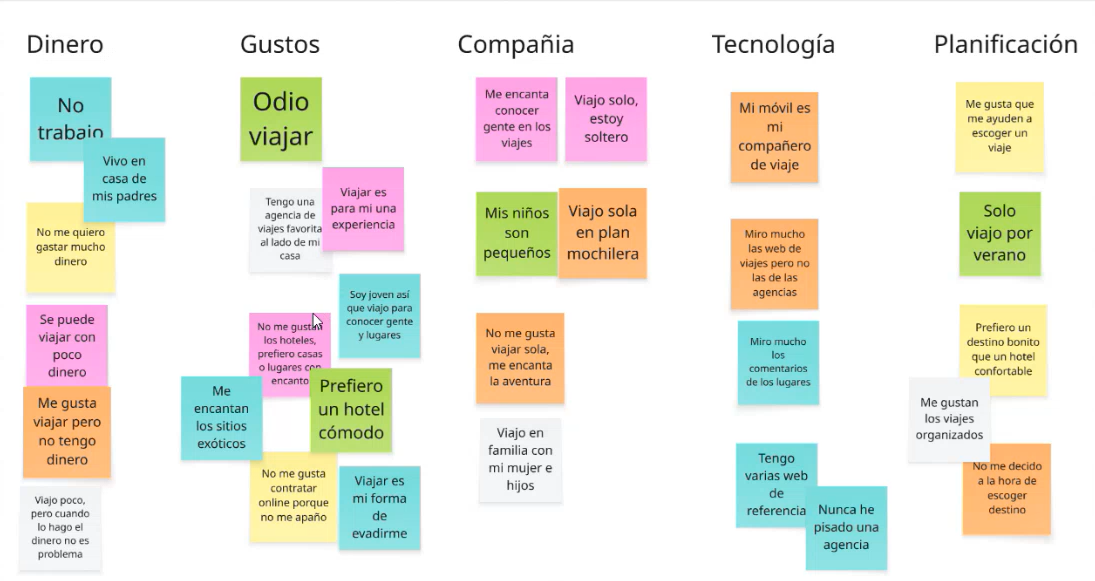 Dinero
Gustos
Compañia
Tecnología
Planificación
No
trabajo
Vivo en
casa de
mis padres
No me quiero
gastar mucho
dinero
Se puede
viajar con
poco
dinero
Me gusta
viajar pero
no tengo
dinero
Viajo poco,
pero cuando
lo hago el
dinero no es
problema
Odio
viajar
Tengo una
agencia de
viajes favorita
al lado de mi
casa
Viajar es
para mi una
experiencia
Soy joven así
que viajo para
conocer gente
y lugares
No me gustan
los hoteles,
prefiero casas
o lugares con
encanto
Me
encantan
los sitios
exóticos
Prefiero
un hotel
cómodo
No me gusta
contratar
online porque
no me apaño
Viajar es
mi forma
de
evadirme
Me encanta
conocer
gente en los
viajes
Viajo solo,
estoy
soltero
Mis niños
son
pequeños
Viajo sola
en plan
mochilera
No me gusta
viajar sola,
me encanta
la aventura
Viajo en
familia con
mi mujer e
hijos
Mi móvil es
mi
compañero
de viaje
Miro mucho
las web de
viajes pero no
las de las
agencias
Miro mucho
los
comentarios
de los lugares
Tengo
varias web
de
referencia
Nunca he
pisado una
agencia
Me gusta que
me ayuden a
escoger un
viaje
Solo
viajo por
verano
Prefiero un
destino bonito
que un hotel
confortable
Me gustan
los viajes
organizados
No me decido
a la hora de
escoger
destino